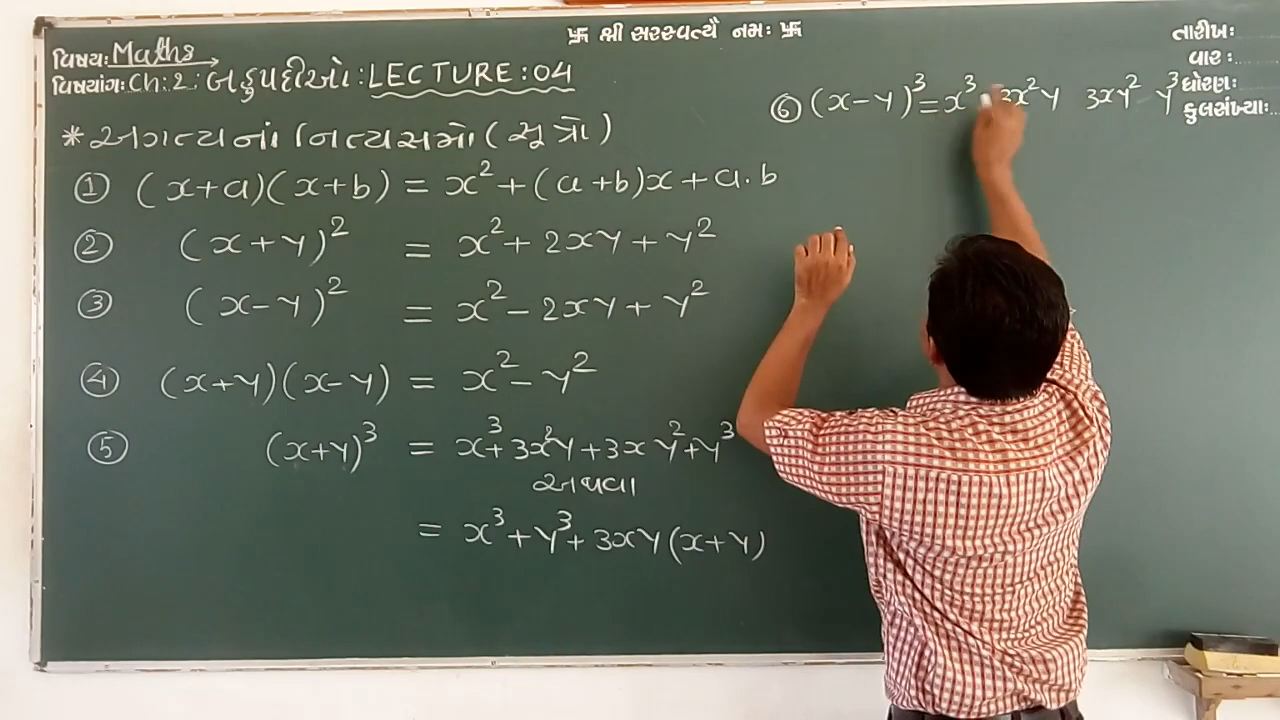 卐 શ્રી સરસ્વત્યૈ નમઃ 卐
વિષય: Maths
વિષયાંગ: Ch:2: બહુપદીઓ: LECTURE: 04
તારીખ:
વાર:
ધોરણ:
કુલસંખ્યા:
* અગત્યનાં નિત્યસમો (સૂત્રો)
① (x+a)(x+b) = x² + (a+b)x + a.b
② (x+y)² = x² + 2xy + y²
③ (x-y)² = x² - 2xy + y²
④ (x+y)(x-y) = x² - y²
⑤ (x+y)³ = x³+3x²y+3xy²+y³
અથવા
= x³+y³+3xy(x+y)
⑥ (x-y)³ = x³ 3x²y 3xy² y³